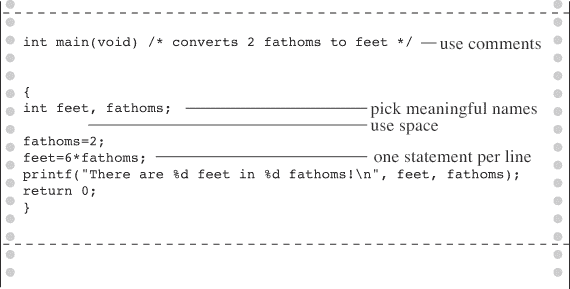 int main(void) /* converts 2 fathoms to feet */ use comments
{
int feet, fathoms; pick meaningful names
use space
fathoms=2;
feet=6*fathoms; one statement per line
printf("There are %d feet in %d fathoms!\n", feet, fathoms);
return 0;
}